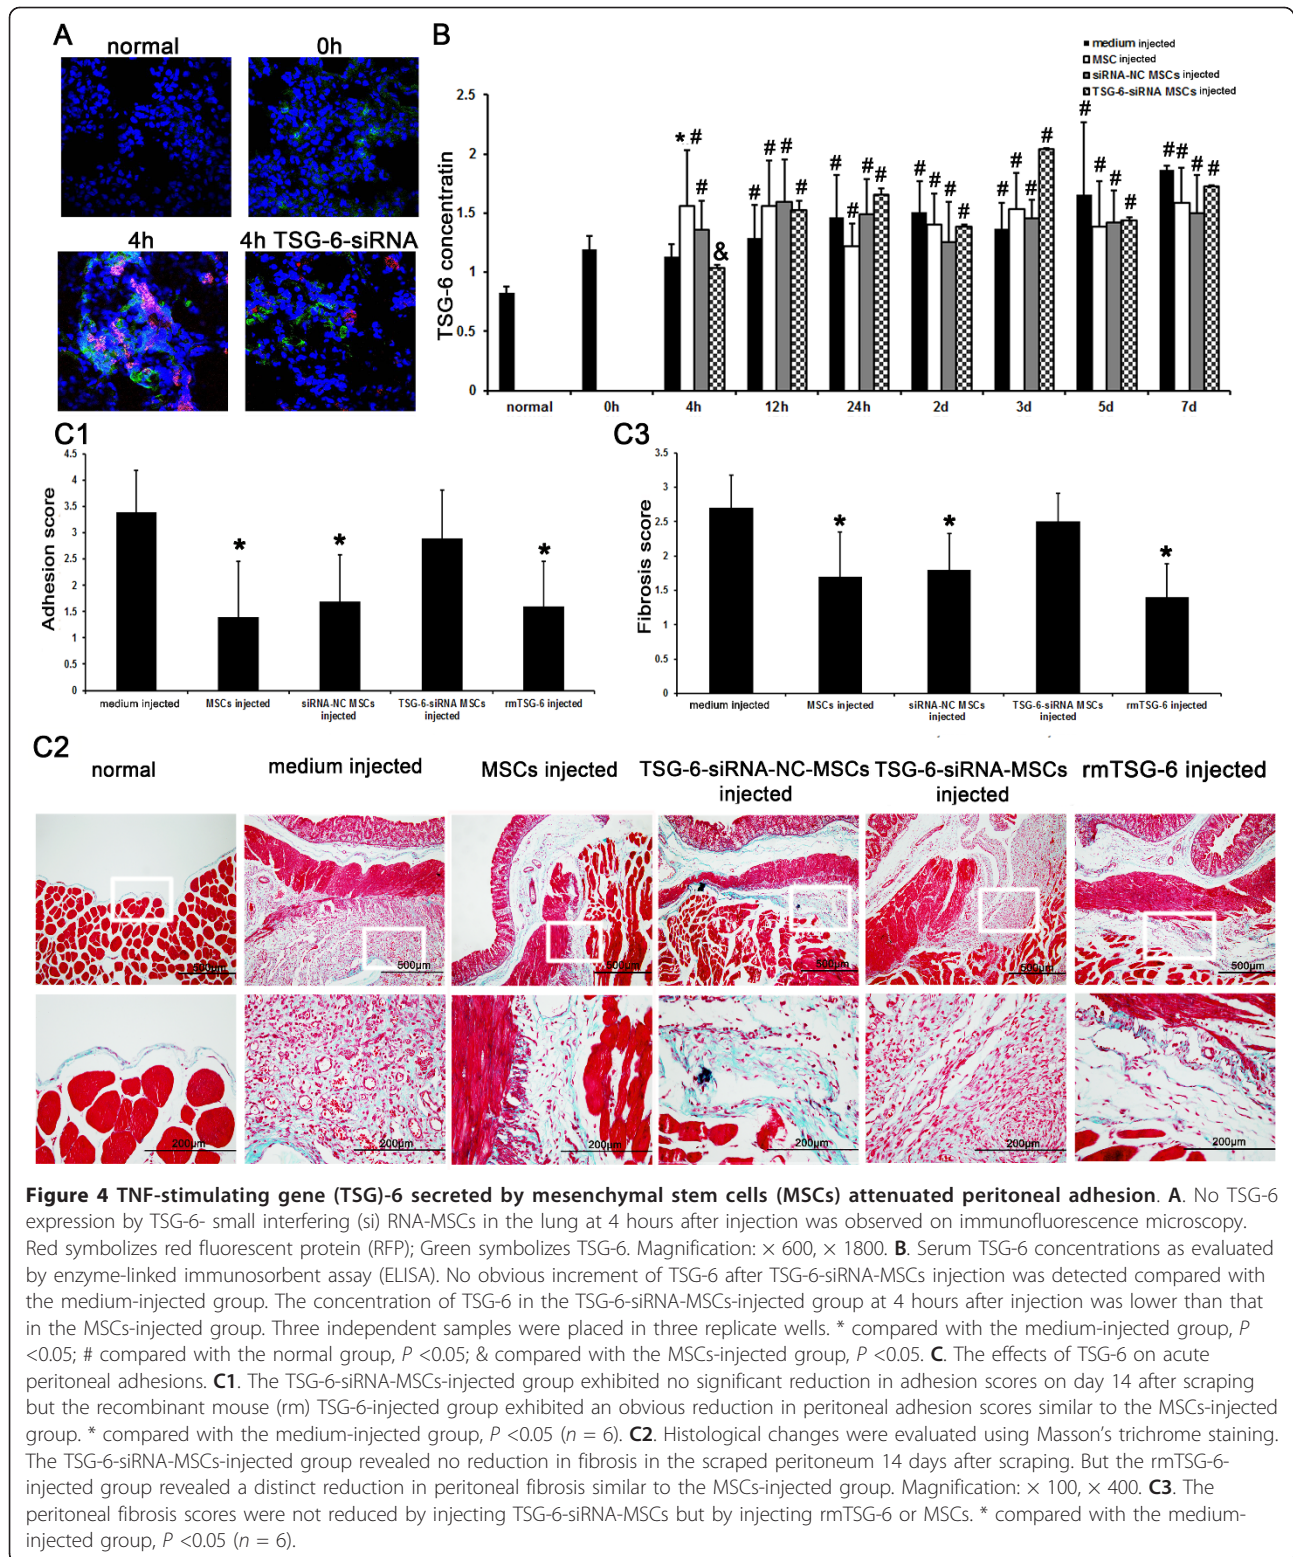 A
normal
0h
4h
4h TSG-6-siRNA
B
medium injected
MSC injected
siRNA-NC MSCs injected
TSG-6-siRNA MSCs injected
TSG-6 concentratin
2.5
2
1.5
1
0.5
0
* # # # # # # # # # # # # # # # # # # # # # # # # # #
&
normal 0h 4h 12h 24h 2d 3d 5d 7d
C1
Adhesion score
4.5
4
3.5
3
2.5
2
1.5
1
0.5
0
* * *
medium injected MSCs injected siRNA-NC MSCs injected TSG-6-siRNA MSCs injected rmTSG-6 injected
C3
Fibrosis score
3.5
3
2.5
2
1.5
1
0.5
0
* * *
medium injected MSCs injected siRNA-NC MSCs injected TSG-6-siRNA MSCs injected rmTSG-6 injected
C2
normal
medium injected
MSCs injected
TSG-6-siRNA-NC-MSCs injected
TSG-6-siRNA-MSCs injected
rmTSG-6 injected
500μm 500μm 500μm 500μm 500μm 500μm
200μm 200μm 200μm 200μm 200μm 200μm
Figure 4 TNF-stimulating gene (TSG)-6 secreted by mesenchymal stem cells (MSCs) attenuated peritoneal adhesion. A. No TSG-6
expression by TSG-6- small interfering (si) RNA-MSCs in the lung at 4 hours after injection was observed on immunofluorescence microscopy.
Red symbolizes red fluorescent protein (RFP); Green symbolizes TSG-6. Magnification: × 600, × 1800. B. Serum TSG-6 concentrations as evaluated
by enzyme-linked immunosorbent assay (ELISA). No obvious increment of TSG-6 after TSG-6-siRNA-MSCs injection was detected compared with
the medium-injected group. The concentration of TSG-6 in the TSG-6-siRNA-MSCs-injected group at 4 hours after injection was lower than that
in the MSCs-injected group. Three independent samples were placed in three replicate wells. * compared with the medium-injected group, P
<0.05; # compared with the normal group, P <0.05; & compared with the MSCs-injected group, P <0.05. C. The effects of TSG-6 on acute
peritoneal adhesions. C1. The TSG-6-siRNA-MSCs-injected group exhibited no significant reduction in adhesion scores on day 14 after scraping
but the recombinant mouse (rm) TSG-6-injected group exhibited an obvious reduction in peritoneal adhesion scores similar to the MSCs-injected
group. * compared with the medium-injected group, P <0.05 (n = 6). C2. Histological changes were evaluated using Masson's trichrome staining.
The TSG-6-siRNA-MSCs-injected group revealed no reduction in fibrosis in the scraped peritoneum 14 days after scraping. But the rmTSG-6-
injected group revealed a distinct reduction in peritoneal fibrosis similar to the MSCs-injected group. Magnification: × 100, × 400. C3. The
peritoneal fibrosis scores were not reduced by injecting TSG-6-siRNA-MSCs but by injecting rmTSG-6 or MSCs. * compared with the medium-
injected group, P <0.05 (n = 6).